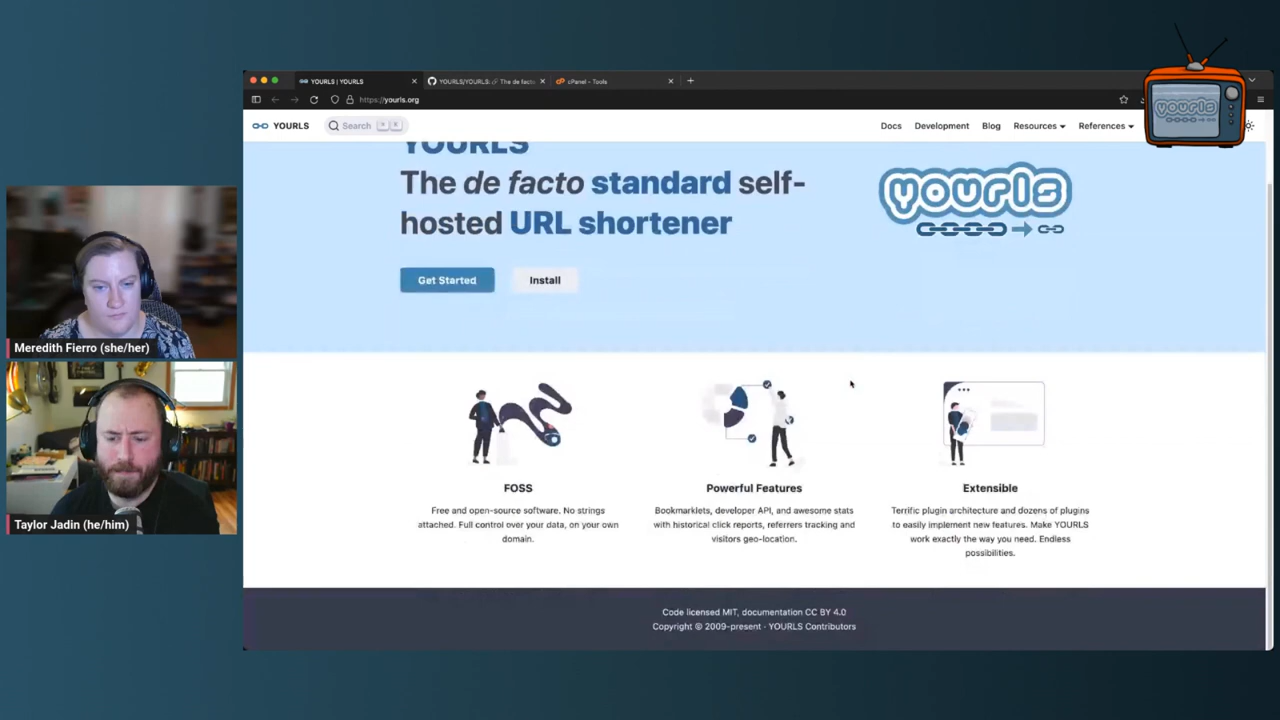 YOURLS | YOURLS
YOURLS/YOURLS: The de facto
cPanel - Tools
https://yourls.org
YOURLS
Search
Docs
Development
Blog
Resources
References
YOURLS
The de facto standard self-
hosted URL shortener
Get Started
Install
yourls
FOSS
Free and open-source software. No strings
attached. Full control over your data, on your own
domain.
Powerful Features
Bookmarklets, developer API, and awesome stats
with historical click reports, referrers tracking and
visitors geo-location.
Extensible
Terrific plugin architecture and dozens of plugins
to easily implement new features. Make YOURLS
work exactly the way you need. Endless
possibilities.
Code licensed MIT, documentation CC BY 4.0
Copyright © 2009-present · YOURLS Contributors
Meredith Fierro (she/her)
Taylor Jadin (he/him)